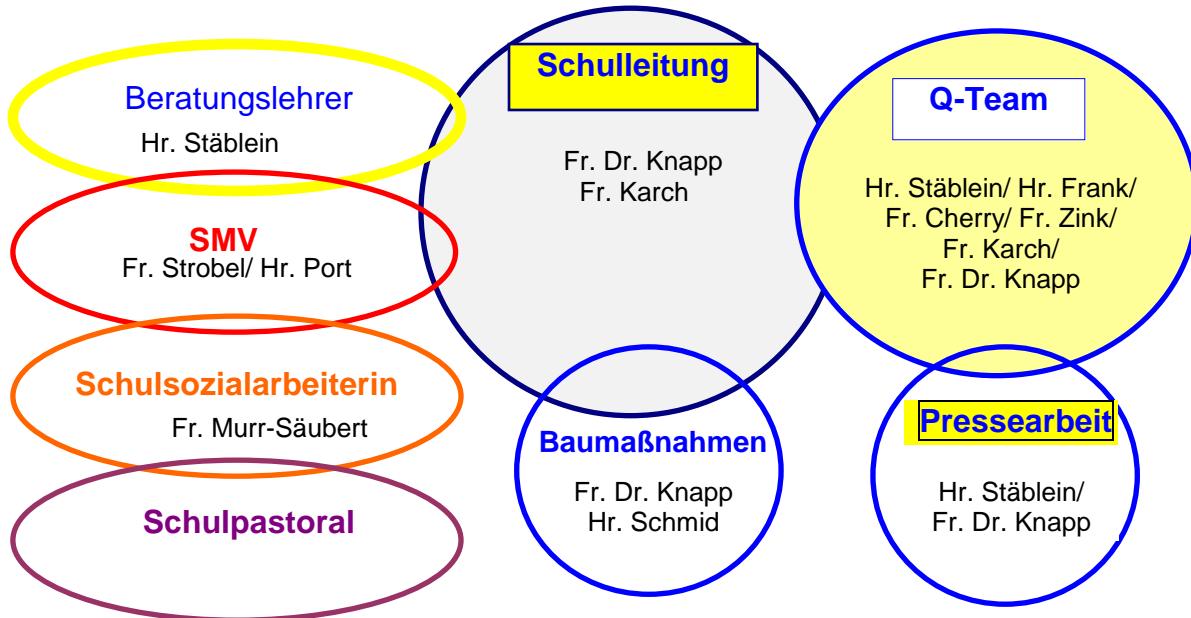 Beratungslehrer
Hr. Stäblein
SMV
Fr. Strobel/ Hr. Port
Schulsozialarbeiterin
Fr. Murr-Säubert
Schulpastoral
Schulleitung
Fr. Dr. Knapp
Fr. Karch
Baumaßnahmen
Fr. Dr. Knapp
Hr. Schmid
Q-Team
Hr. Stäblein/ Hr. Frank/
Fr. Cherry/ Fr. Zink/
Fr. Karch/
Fr. Dr. Knapp
Pressearbeit
Hr. Stäblein/
Fr. Dr. Knapp